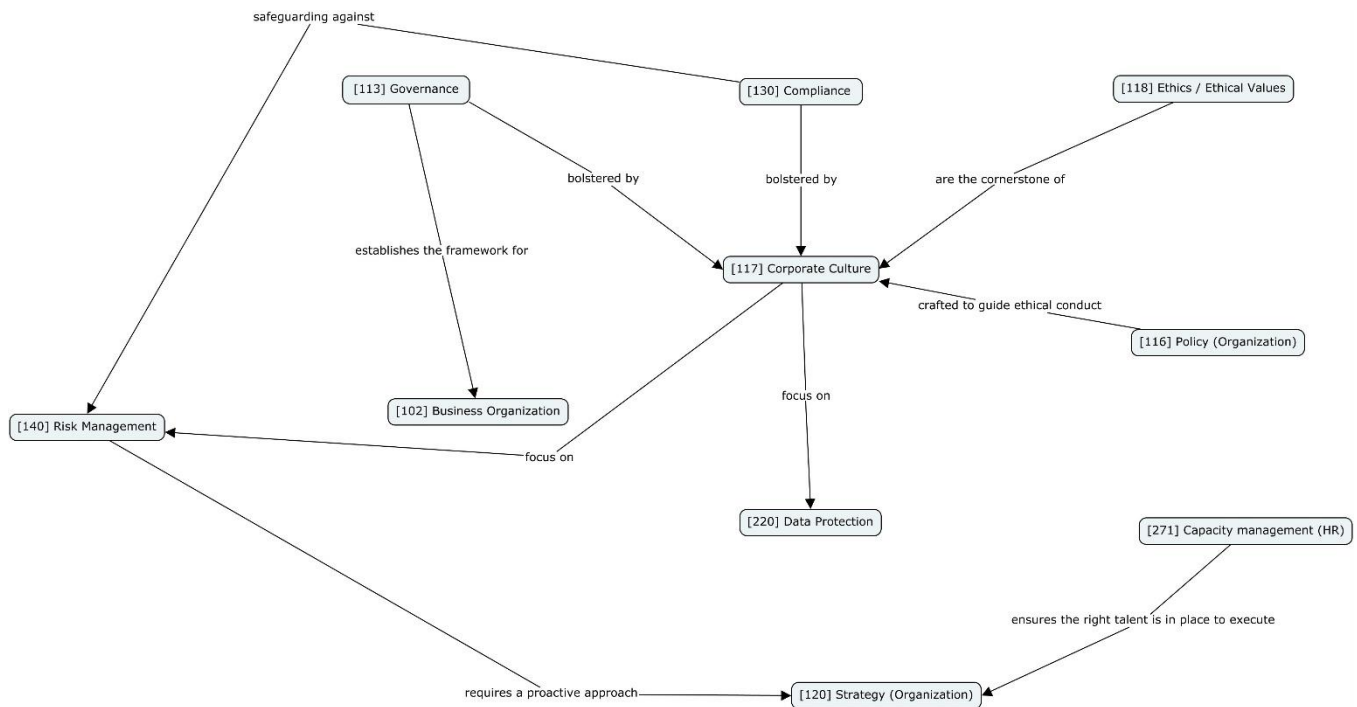 safeguarding against
[113] Governance
[130] Compliance
[118] Ethics / Ethical Values
bolstered by
bolstered by
are the cornerstone of
establishes the framework for
[117] Corporate Culture
crafted to guide ethical conduct
[116] Policy (Organization)
focus on
[102] Business Organization
[140] Risk Management
focus on
[220] Data Protection
[271] Capacity management (HR)
ensures the right talent is in place to execute
requires a proactive approach
[120] Strategy (Organization)